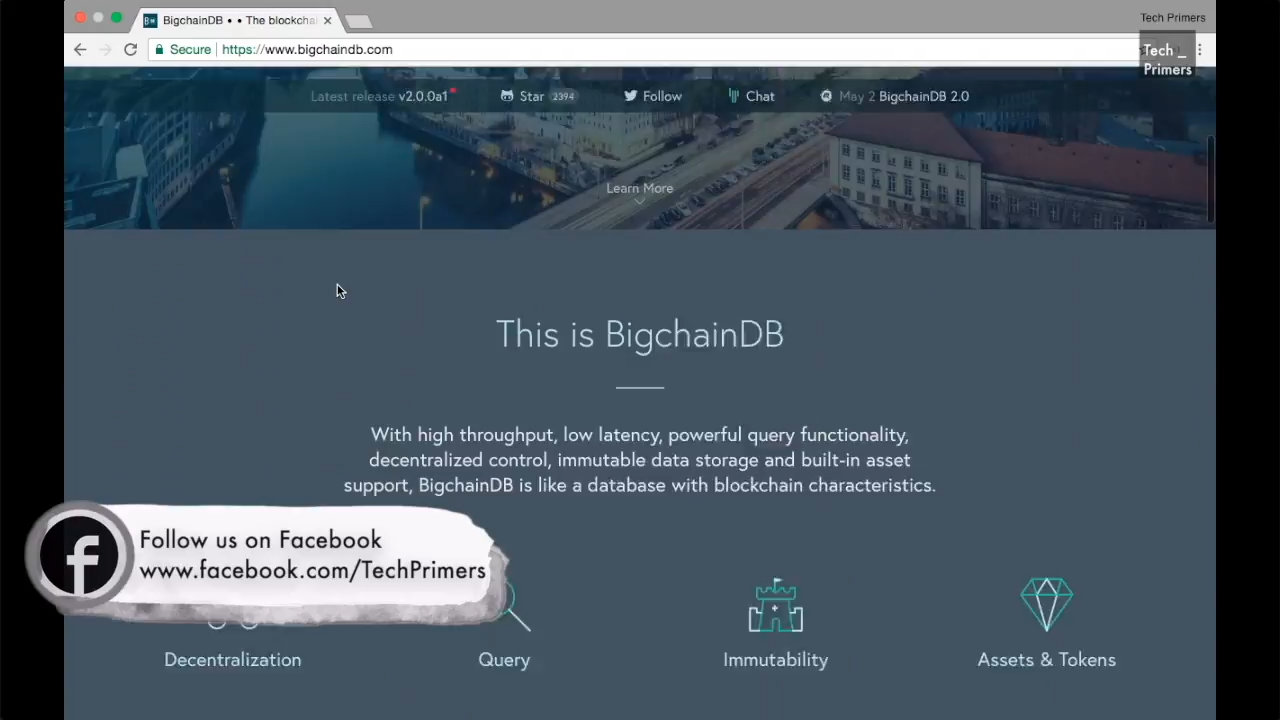 BigchainDB • • The blockcha
Tech Primers
Secure
https://www.bigchaindb.com
Tech _
Primers
Latest release v2.0.0a1
Star 2394
Follow
Chat
May 2 BigchainDB 2.0
Learn More
This is BigchainDB
With high throughput, low latency, powerful query functionality,
decentralized control, immutable data storage and built-in asset
support, BigchainDB is like a database with blockchain characteristics.
Follow us on Facebook
www.facebook.com/TechPrimers
Decentralization
Query
Immutability
Assets & Tokens